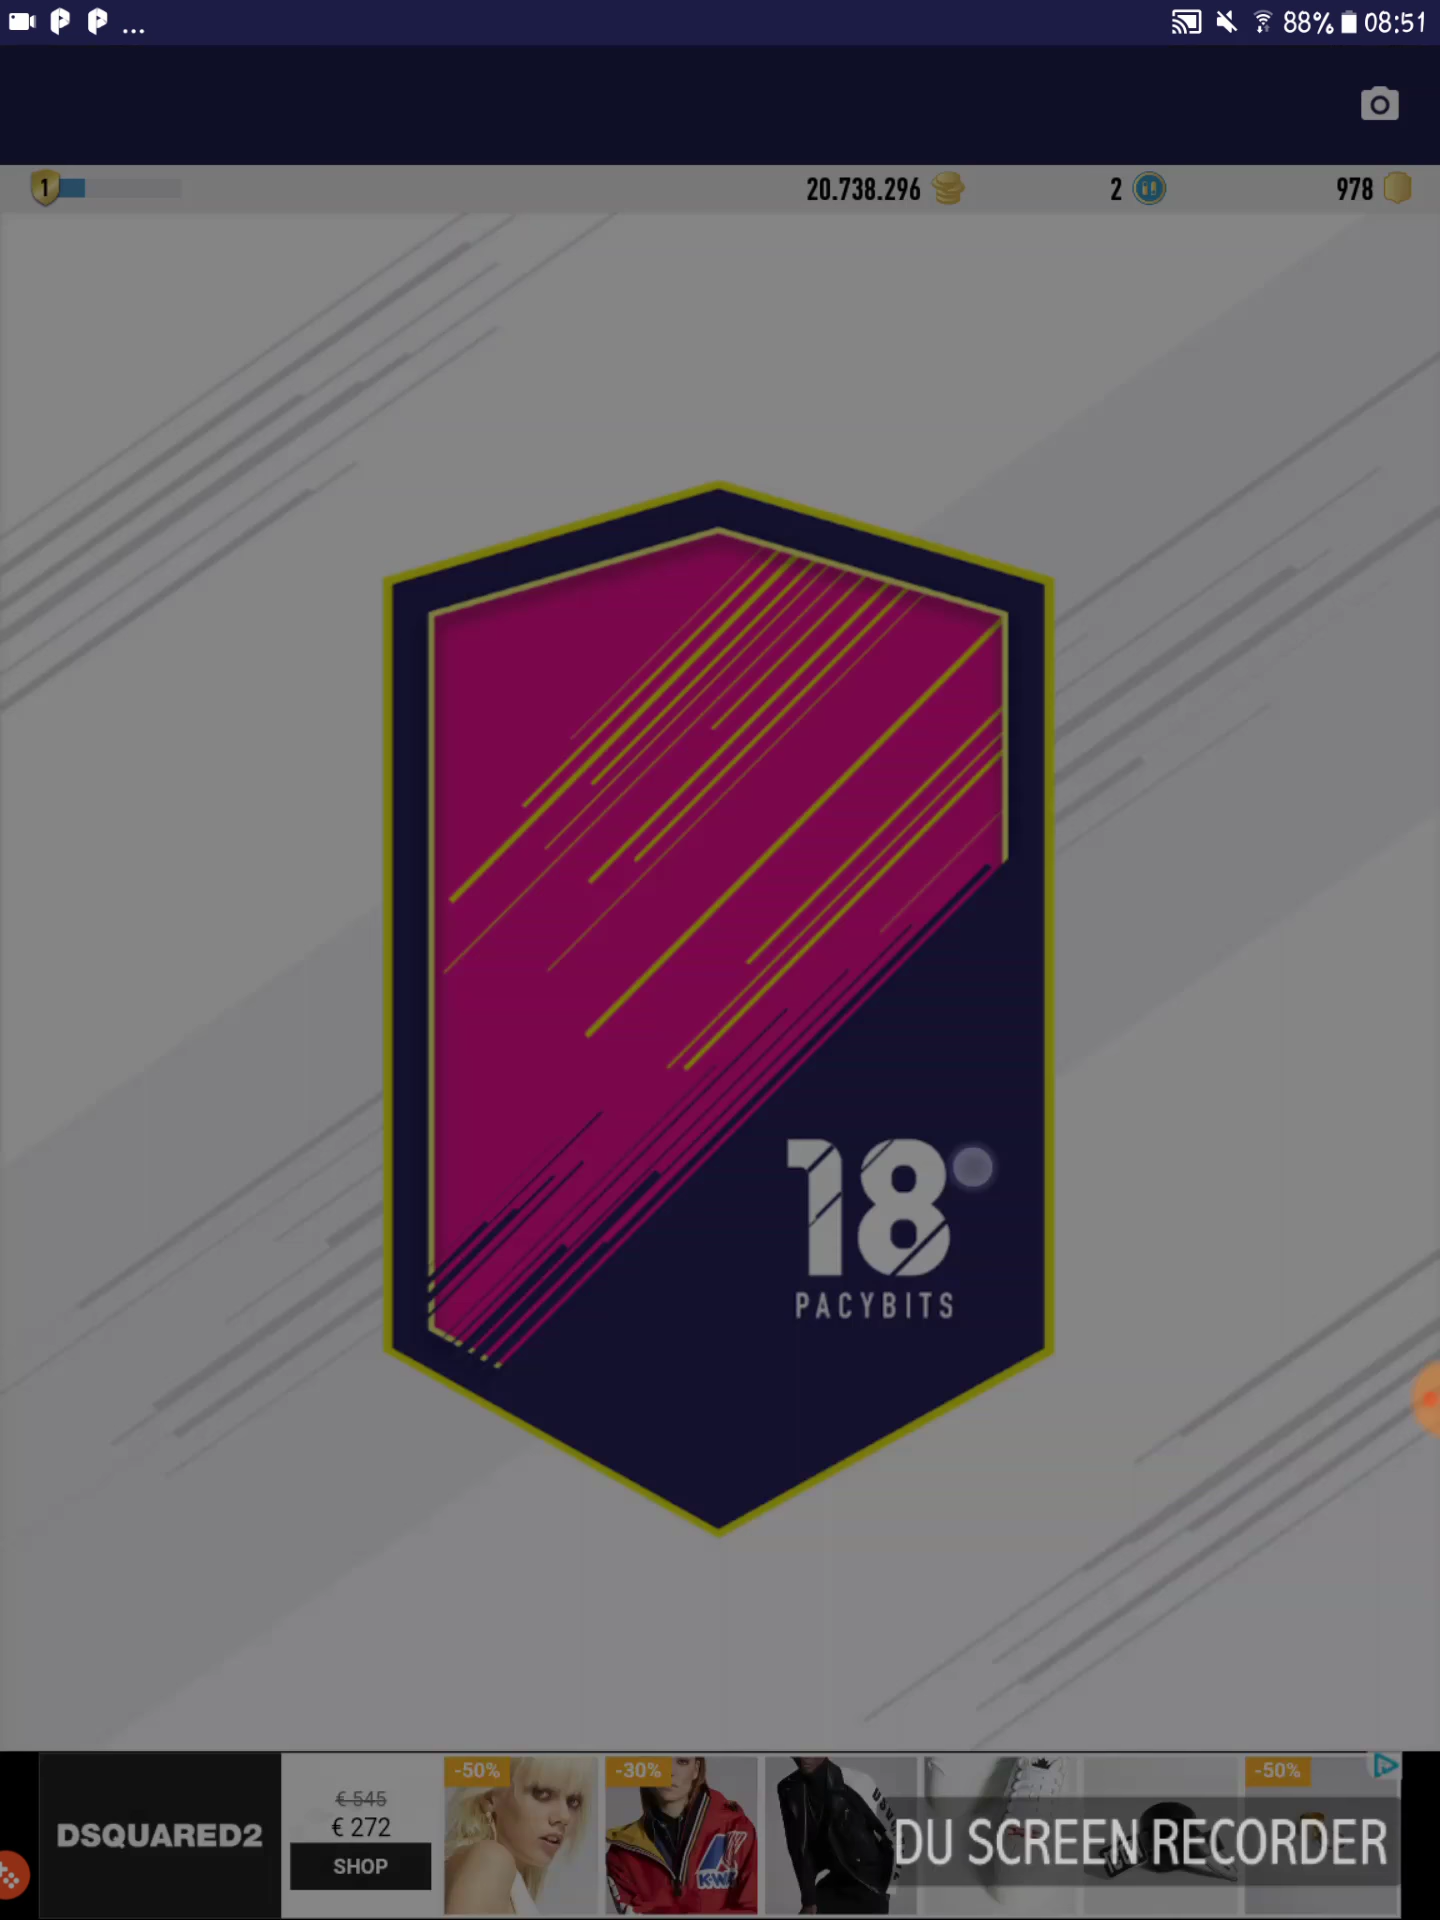 ... 88% 08:51
1 20.738.296 2 978
18
PACYBITS
DSQUARED2
€ 545
€ 272
SHOP
-50%
-30%
-50%
DU SCREEN RECORDER